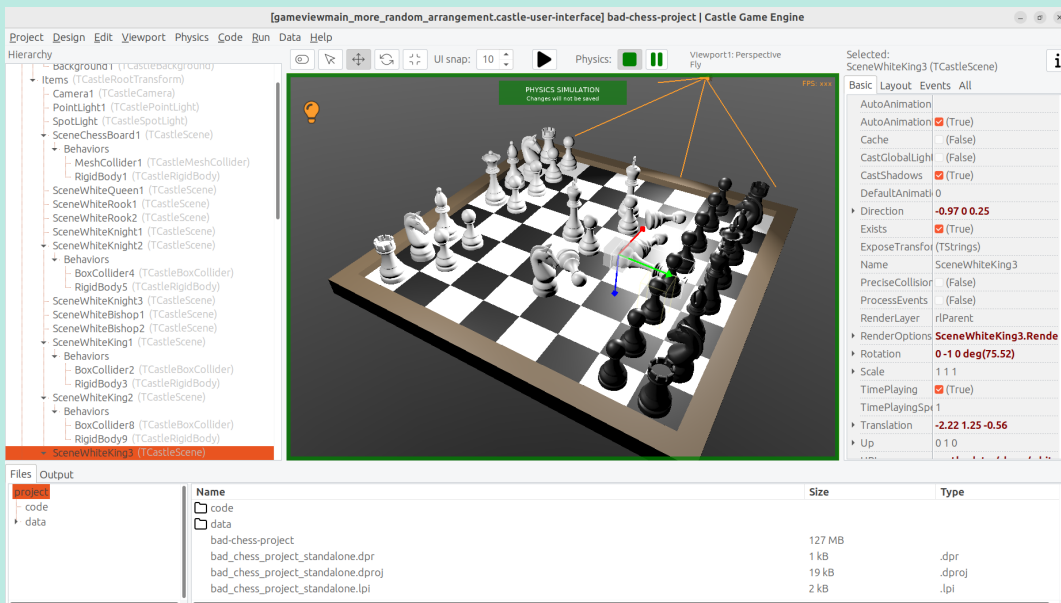 [gameviewmain_more_random_arrangement.castle-user-interface] bad-chess-project | Castle Game Engine
Project Design Edit Viewport Physics Code Run Data Help
Hierarchy
Background1 (TCastleBackground)
Items (TCastleRootTransform)
Camera1 (TCastleCamera)
PointLight1 (TCastlePointLight)
SpotLight (TCastleSpotLight)
SceneChessBoard1 (TCastleScene)
Behaviors
MeshCollider1 (TCastleMeshCollider)
RigidBody1 (TCastleRigidBody)
SceneWhiteQueen1 (TCastleScene)
SceneWhiteRook1 (TCastleScene)
SceneWhiteRook2 (TCastleScene)
SceneWhiteKnight1 (TCastleScene)
SceneWhiteKnight2 (TCastleScene)
Behaviors
BoxCollider4 (TCastleBoxCollider)
RigidBody5 (TCastleRigidBody)
SceneWhiteKnight3 (TCastleScene)
SceneWhiteBishop1 (TCastleScene)
SceneWhiteBishop2 (TCastleScene)
SceneWhiteKing1 (TCastleScene)
Behaviors
BoxCollider2 (TCastleBoxCollider)
RigidBody3 (TCastleRigidBody)
SceneWhiteKing2 (TCastleScene)
Behaviors
BoxCollider8 (TCastleBoxCollider)
RigidBody9 (TCastleRigidBody)
SceneWhiteKing3 (TCastleScene)
UI snap: 10
Physics:
Viewport1: Perspective
Fly
PHYSICS SIMULATION
Changes will not be saved
FPS: xxx
Selected:
SceneWhiteKing3 (TCastleScene)
i
Basic Layout Events All
AutoAnimation
AutoAnimation (True)
Cache (False)
CastGlobalLight (False)
CastShadows (True)
DefaultAnimati 0
Direction -0.97 0 0.25
Exists (True)
ExposeTransfor (TStrings)
Name SceneWhiteKing3
PreciseCollision (False)
ProcessEvents (False)
RenderLayer rlParent
RenderOptions SceneWhiteKing3.Rende
Rotation 0 -1 0 deg(75.52)
Scale 1 1 1
TimePlaying (True)
TimePlayingSpe 1
Translation -2.22 1.25 -0.56
Up 0 1 0
Files Output
project
code
data
Name Size Type
code
data
bad-chess-project 127 MB
bad_chess_project_standalone.dpr 1 kB .dpr
bad_chess_project_standalone.dproj 19 kB .dproj
bad_chess_project_standalone.lpi 2 kB .lpi